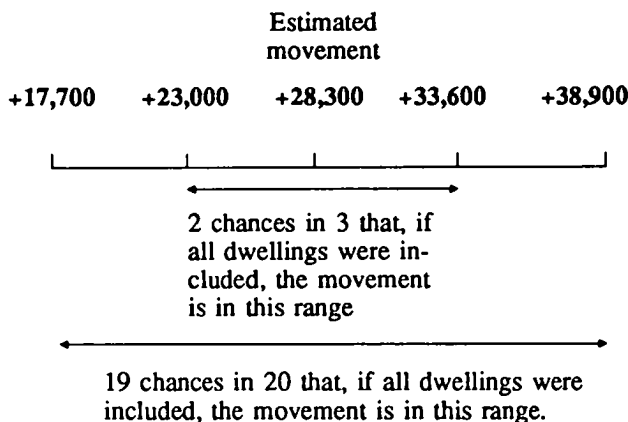 Estimated
movement
+17,700 +23,000 +28,300 +33,600 +38,900
2 chances in 3 that, if
all dwellings were in-
cluded, the movement
is in this range
19 chances in 20 that, if all dwellings were
included, the movement is in this range.